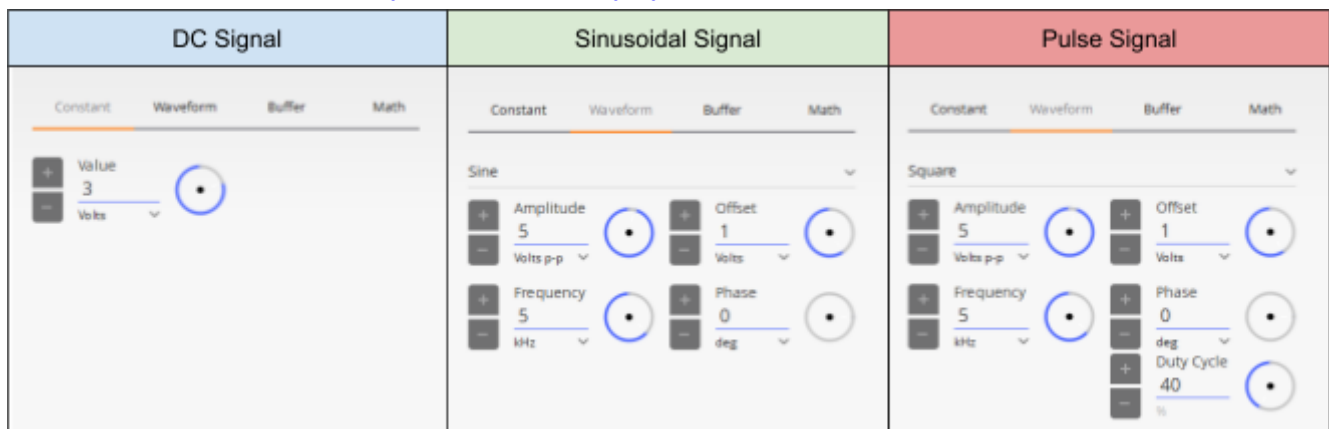 DC Signal
Sinusoidal Signal
Pulse Signal
Constant Waveform Buffer Math
+ Value
3
− Volts
Constant Waveform Buffer Math
Sine
+ Amplitude
5
− Volts p-p
+ Offset
1
− Volts
+ Frequency
5
− kHz
+ Phase
0
− deg
Constant Waveform Buffer Math
Square
+ Amplitude
5
− Volts p-p
+ Offset
1
− Volts
+ Frequency
5
− kHz
+ Phase
0
− deg
+ Duty Cycle
40
− %